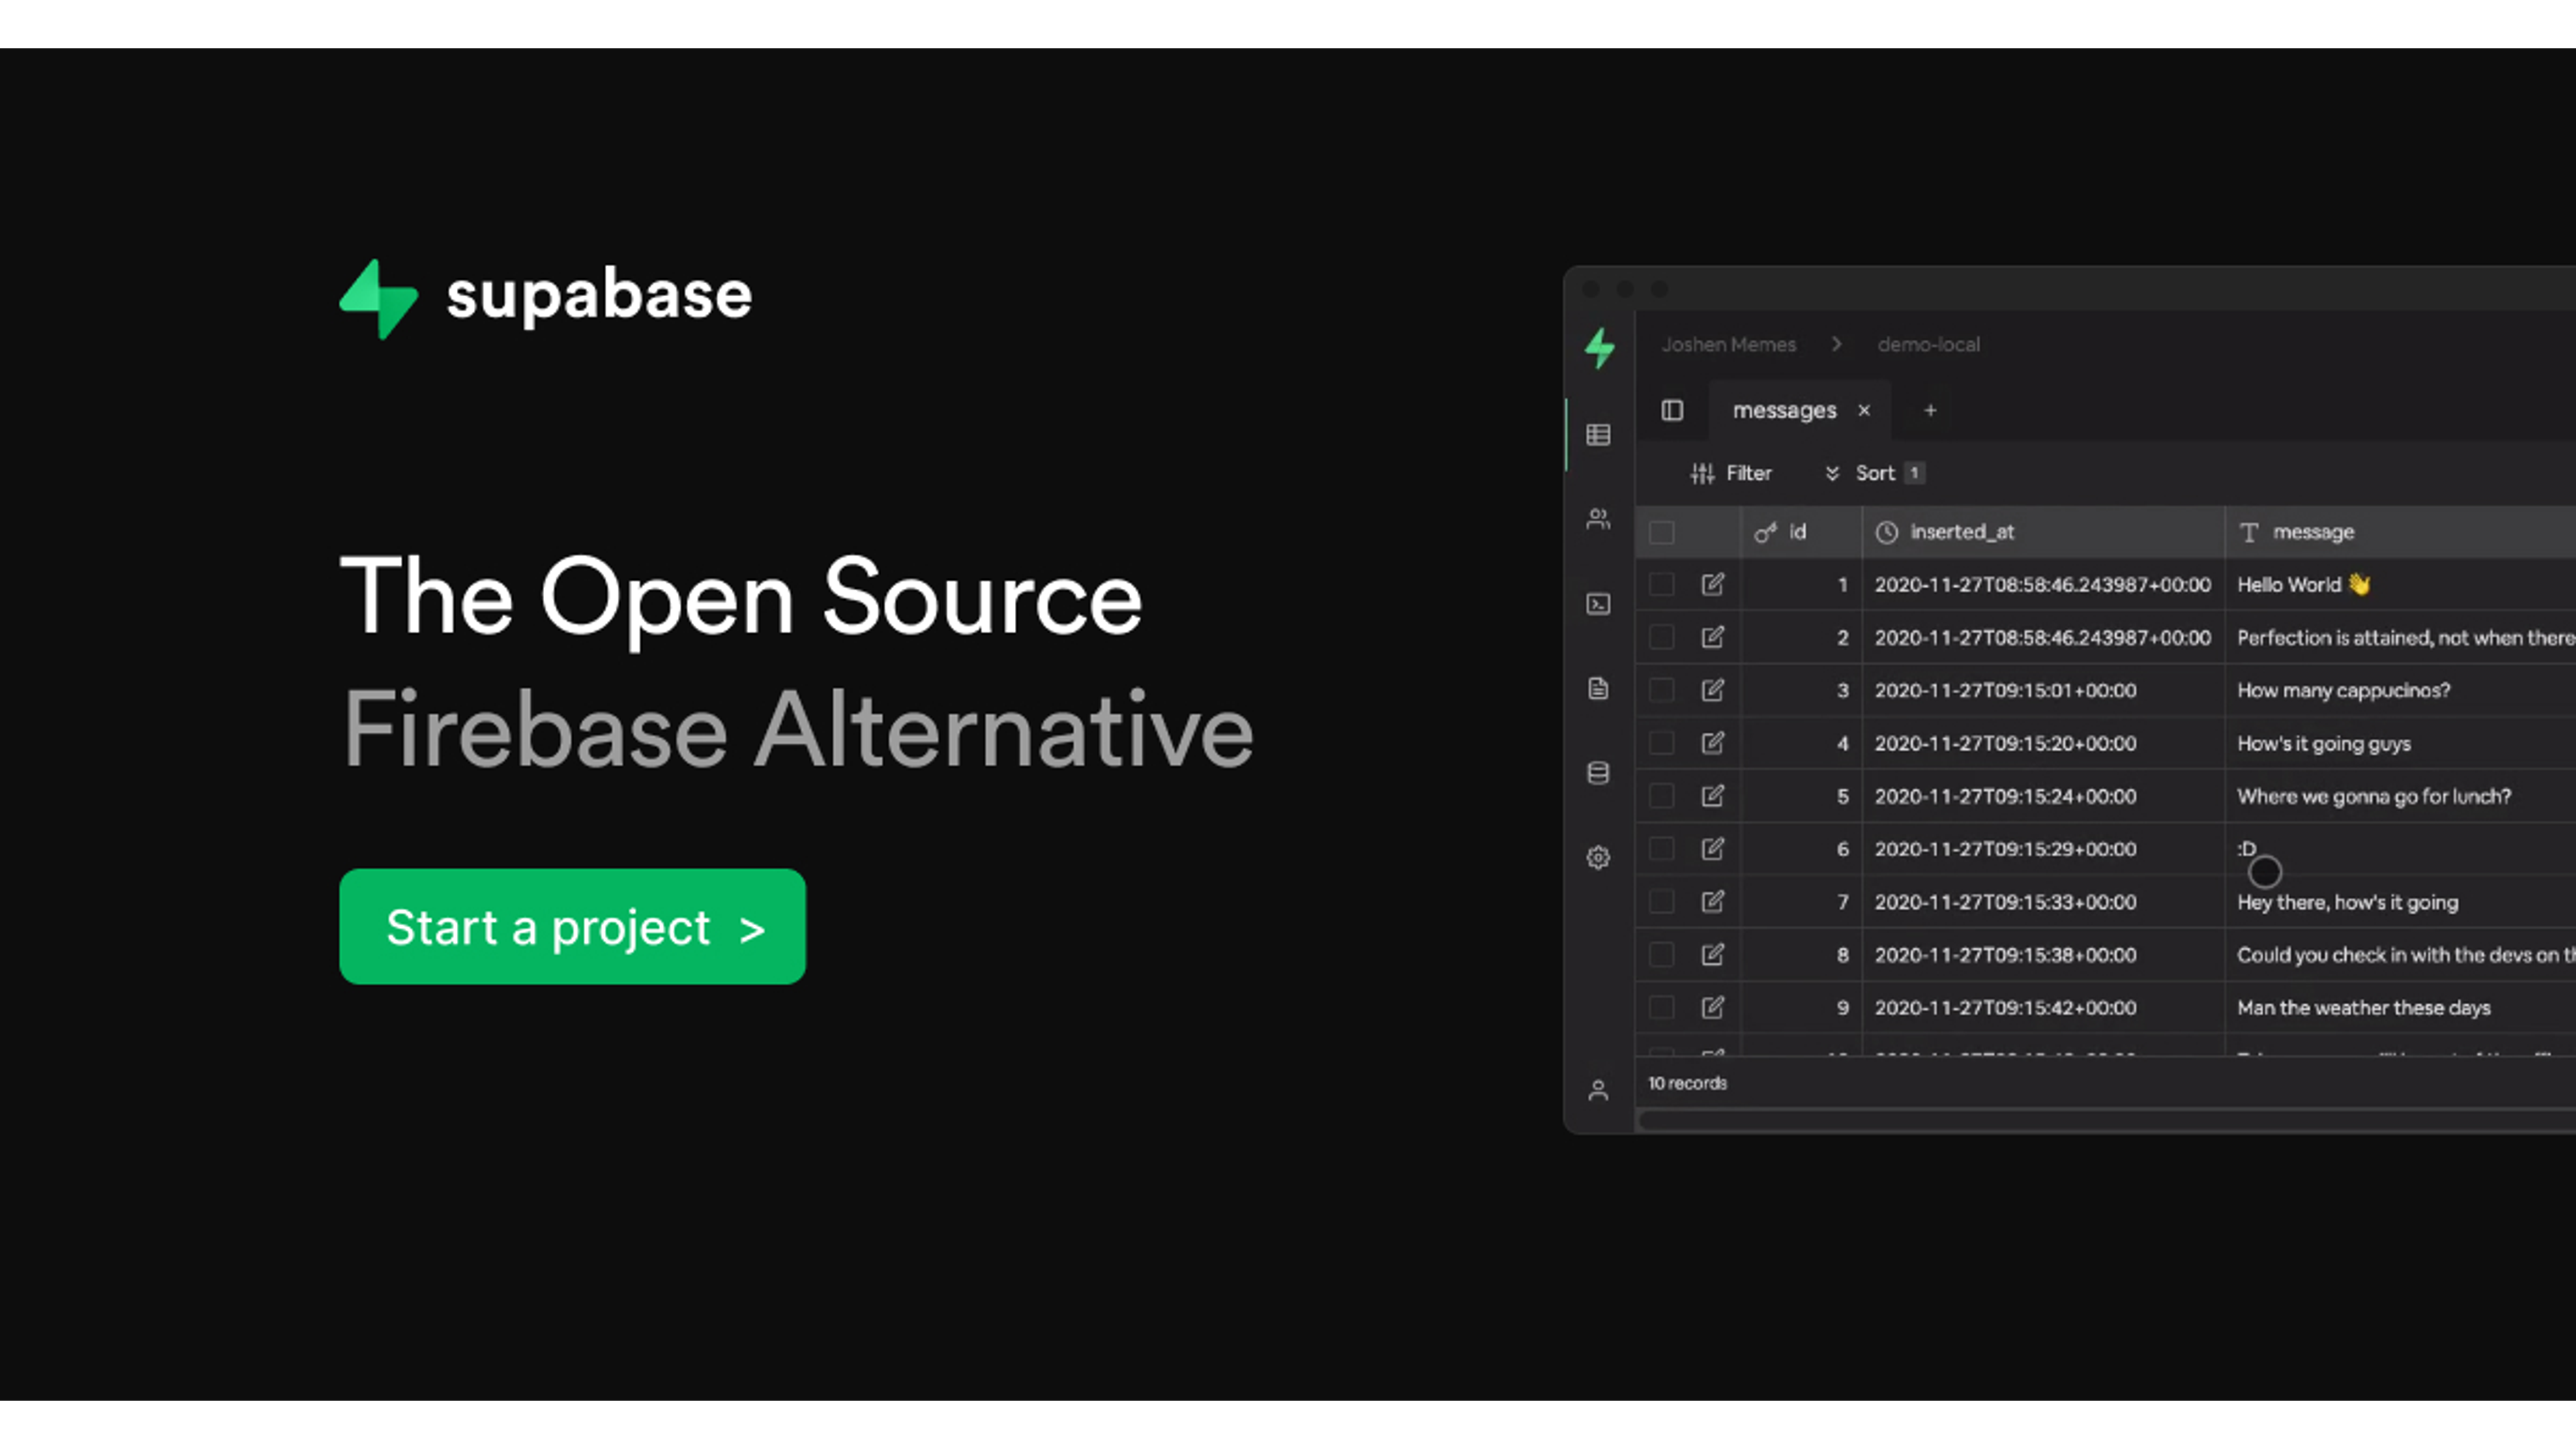 supabase
The Open Source
Firebase Alternative
Start a project >
Joshen Memes > demo-local
messages × +
Filter Sort 1
id inserted_at message
1 2020-11-27T08:58:46.243987+00:00 Hello World 👋
2 2020-11-27T08:58:46.243987+00:00 Perfection is attained, not when there
3 2020-11-27T09:15:01+00:00 How many cappucinos?
4 2020-11-27T09:15:20+00:00 How's it going guys
5 2020-11-27T09:15:24+00:00 Where we gonna go for lunch?
6 2020-11-27T09:15:29+00:00 :D
7 2020-11-27T09:15:33+00:00 Hey there, how's it going
8 2020-11-27T09:15:38+00:00 Could you check in with the devs on
9 2020-11-27T09:15:42+00:00 Man the weather these days
10 records